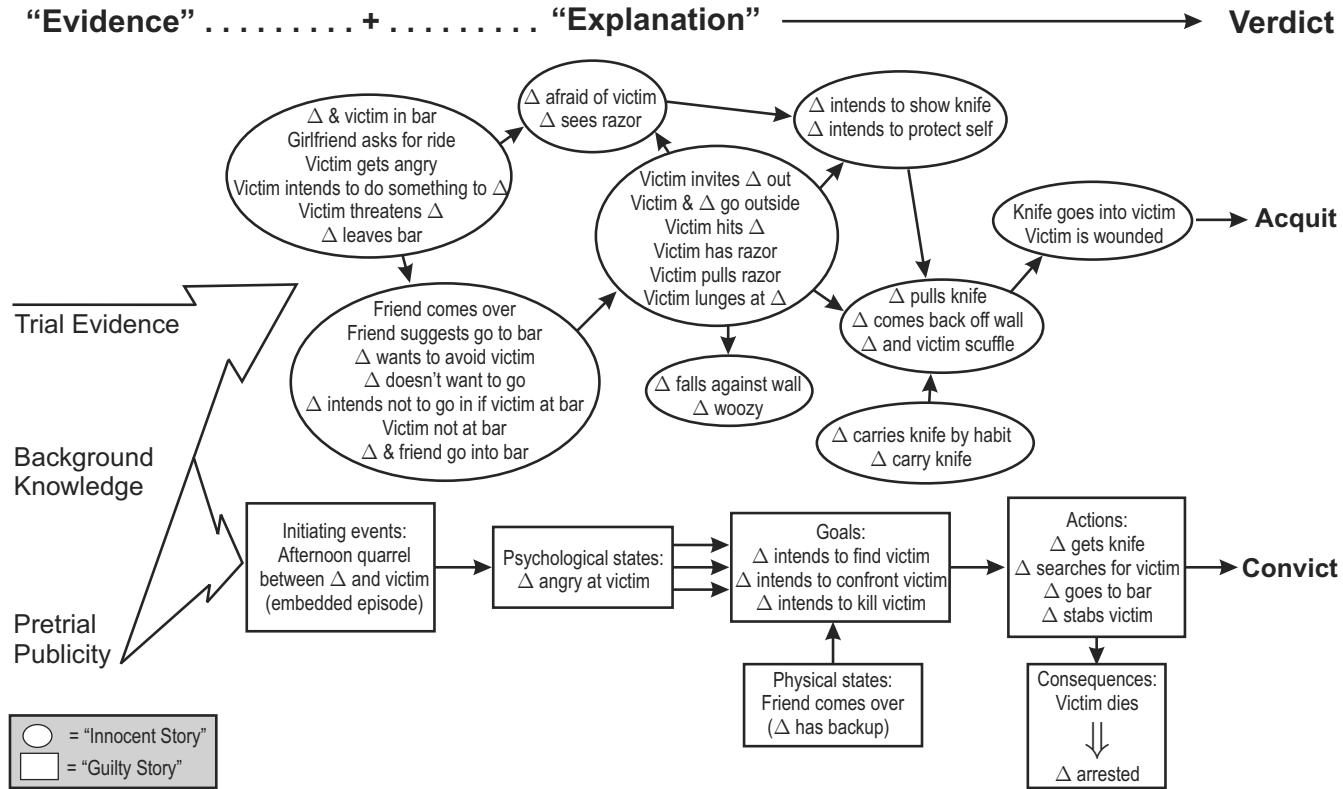 “Evidence” . . . . . . . . . + . . . . . . . . . “Explanation” Verdict
Δ & victim in bar
Girlfriend asks for ride
Victim gets angry
Victim intends to do something to Δ
Victim threatens Δ
Δ leaves bar
Δ afraid of victim
Δ sees razor
Δ intends to show knife
Δ intends to protect self
Victim invites Δ out
Victim & Δ go outside
Victim hits Δ
Victim has razor
Victim pulls razor
Victim lunges at Δ
Knife goes into victim
Victim is wounded
Acquit
Trial Evidence
Friend comes over
Friend suggests go to bar
Δ wants to avoid victim
Δ doesn’t want to go
Δ intends not to go in if victim at bar
Victim not at bar
Δ & friend go into bar
Δ pulls knife
Δ comes back off wall
Δ and victim scuffle
Δ falls against wall
Δ woozy
Δ carries knife by habit
Δ carry knife
Background
Knowledge
Pretrial
Publicity
Initiating events:
Afternoon quarrel
between Δ and victim
(embedded episode)
Psychological states:
Δ angry at victim
Goals:
Δ intends to find victim
Δ intends to confront victim
Δ intends to kill victim
Actions:
Δ gets knife
Δ searches for victim
Δ goes to bar
Δ stabs victim
Convict
Physical states:
Friend comes over
(Δ has backup)
Consequences:
Victim dies
Δ arrested
= “Innocent Story”
= “Guilty Story”